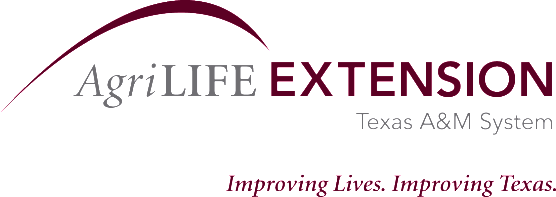 AgriLIFE EXTENSION
Texas A&M System
Improving Lives. Improving Texas.